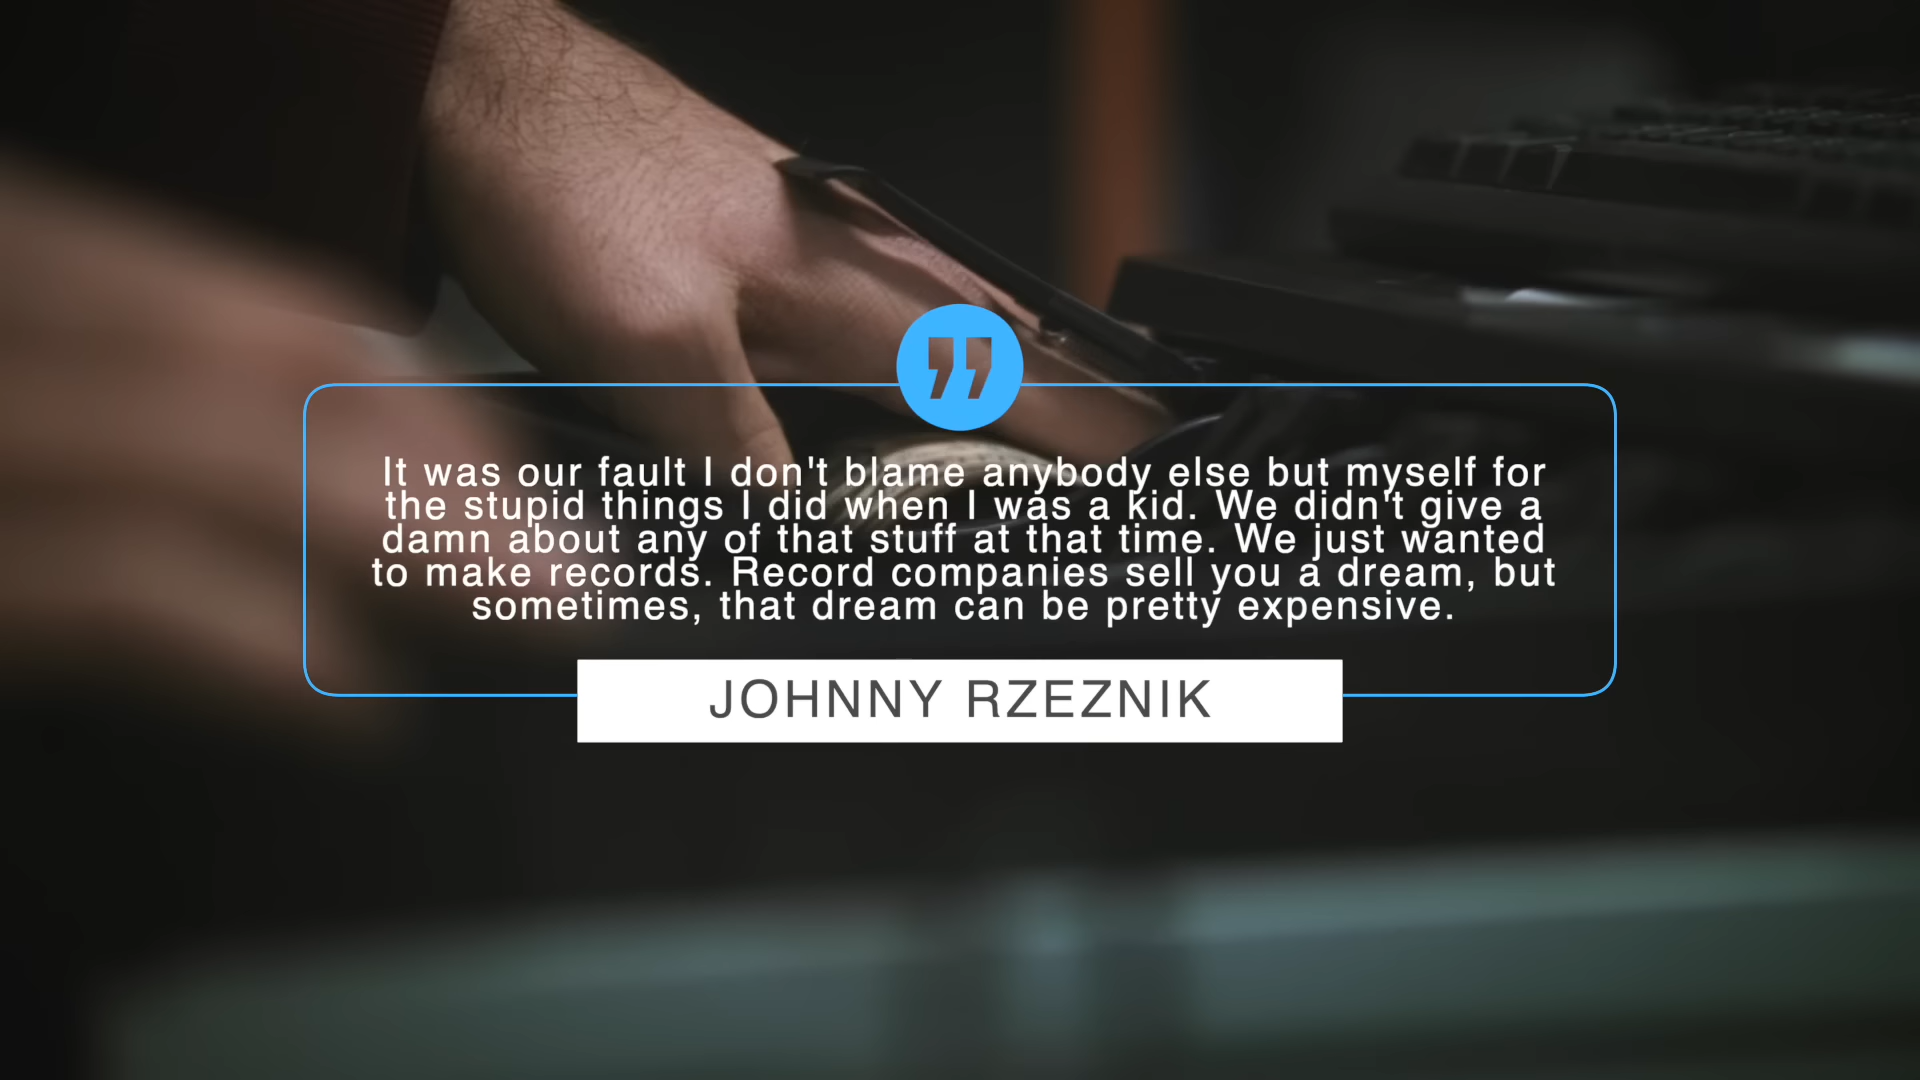 It was our fault I don't blame anybody else but myself for
the stupid things I did when I was a kid. We didn't give a
damn about any of that stuff at that time. We just wanted
to make records. Record companies sell you a dream, but
sometimes, that dream can be pretty expensive.
JOHNNY RZEZNIK